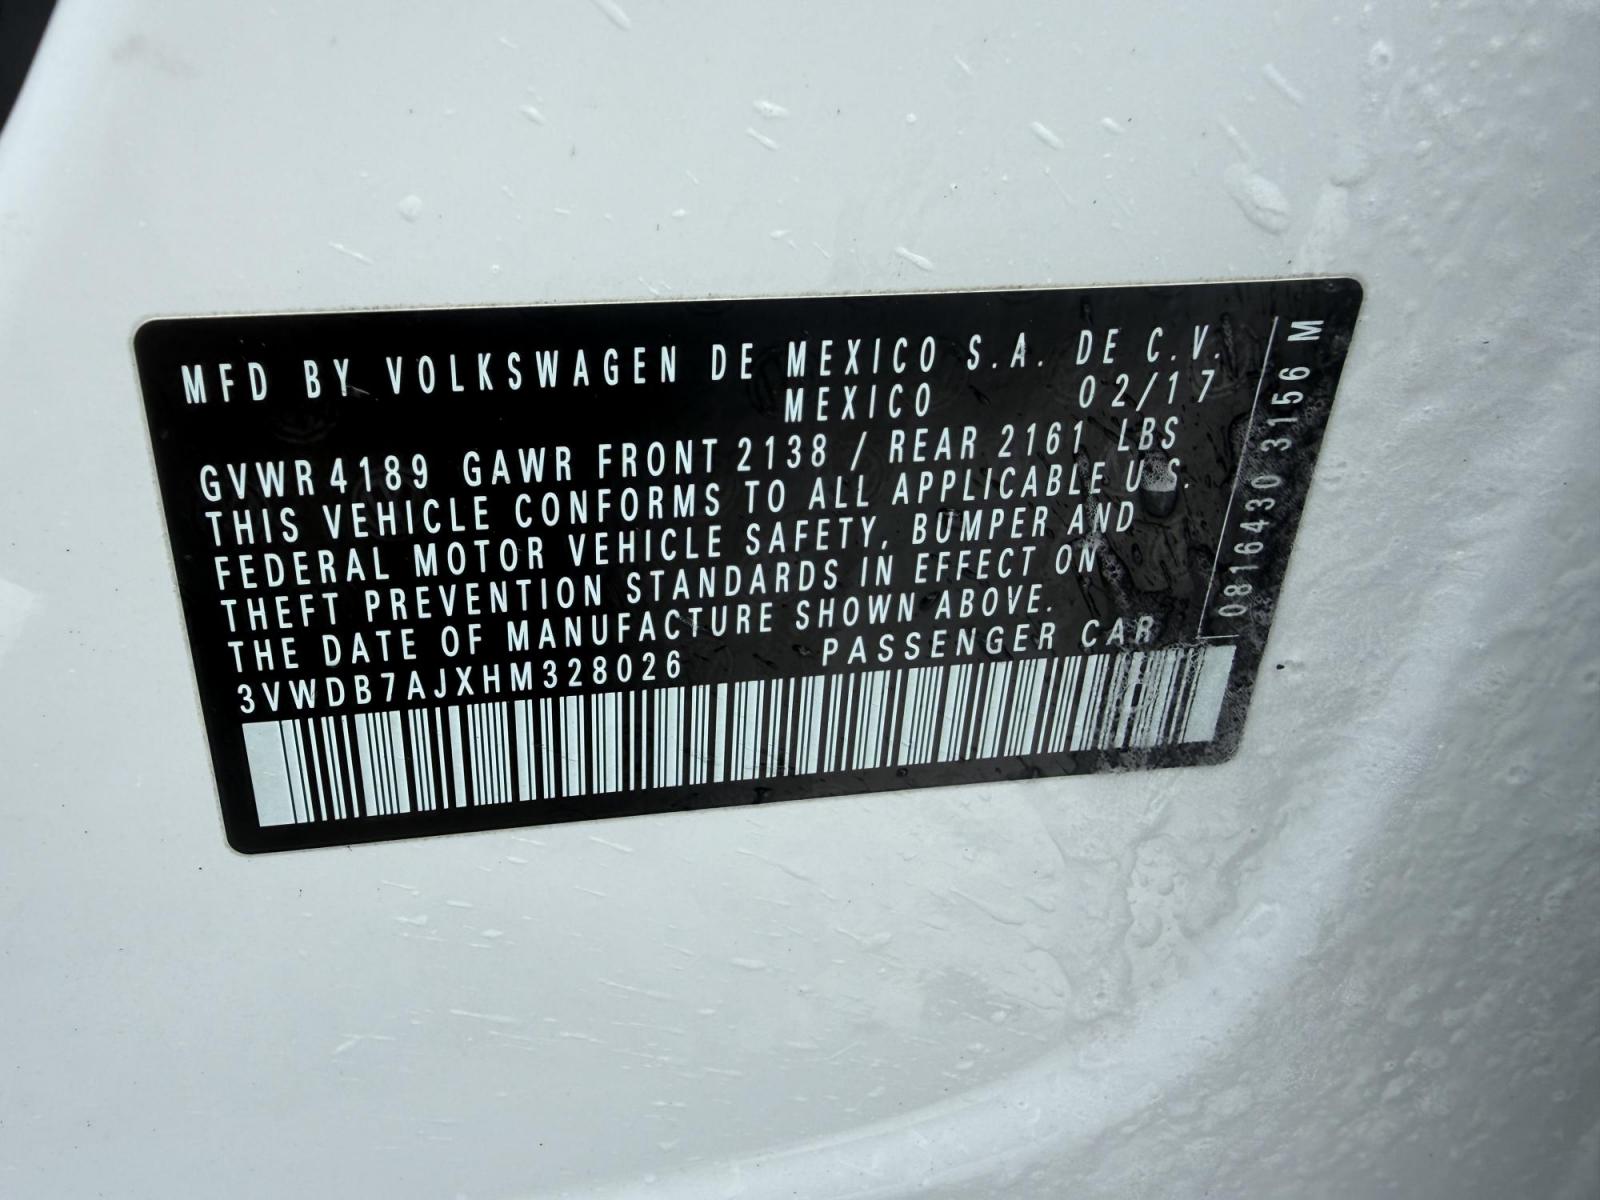 MFD BY VOLKSWAGEN DE MEXICO S.A. DE C.V.
MEXICO 02/17
GVWR 4189 GAWR FRONT 2138 / REAR 2161 LBS
THIS VEHICLE CONFORMS TO ALL APPLICABLE U.S.
FEDERAL MOTOR VEHICLE SAFETY, BUMPER AND
THEFT PREVENTION STANDARDS IN EFFECT ON
THE DATE OF MANUFACTURE SHOWN ABOVE.
3VWDB7AJXHM328026 PASSENGER CAR
0816430 3156 M